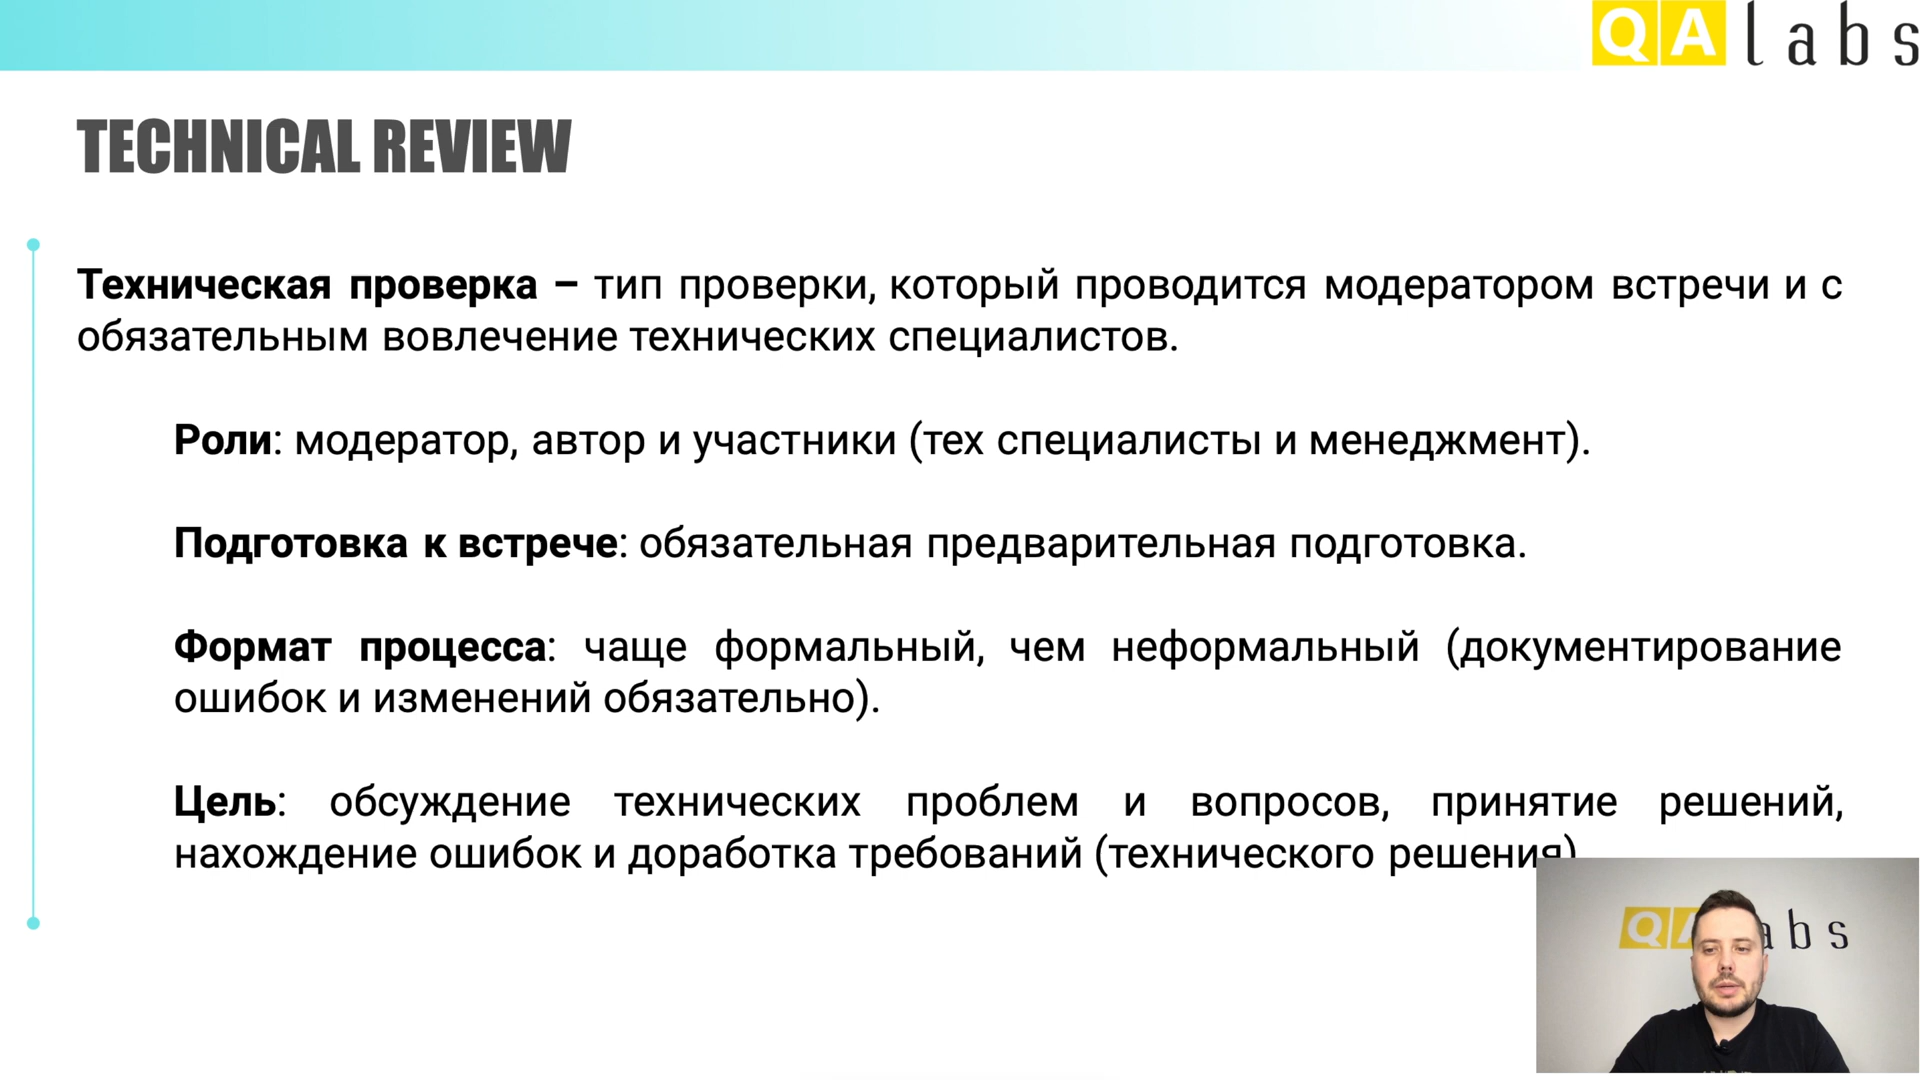 QA labs
TECHNICAL REVIEW
Техническая проверка – тип проверки, который проводится модератором встречи и с
обязательным вовлечение технических специалистов.
Роли: модератор, автор и участники (тех специалисты и менеджмент).
Подготовка к встрече: обязательная предварительная подготовка.
Формат процесса: чаще формальный, чем неформальный (документирование
ошибок и изменений обязательно).
Цель: обсуждение технических проблем и вопросов, принятие решений,
нахождение ошибок и доработка требований (технического решения)
QA abs